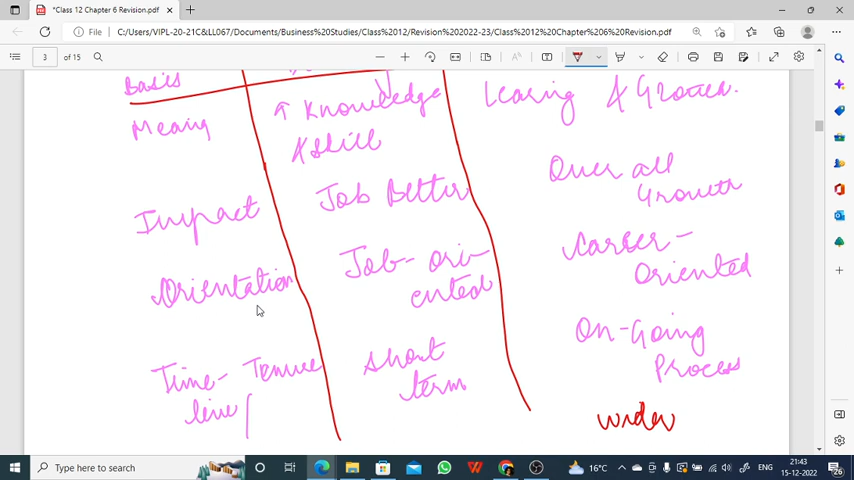 *Class 12 Chapter 6 Revision.pdf
File C:/Users/VIPL-20-21C&LL067/Documents/Business%20Studies/Class%2012/Revision%202022-23/Class%2012%20Chapter%206%20Revision.pdf
3 of 15
Basis
Meaning
↑ Knowledge
& Skill
Learing & Growth.
Impact
Job Better
Over all
Growth
Orientation
Job - ori-
ented
Career -
Oriented
Time - Tenure
line /
Short
term
On-Going
Process
wider
Type here to search
16°C
ENG
21:43
15-12-2022
26